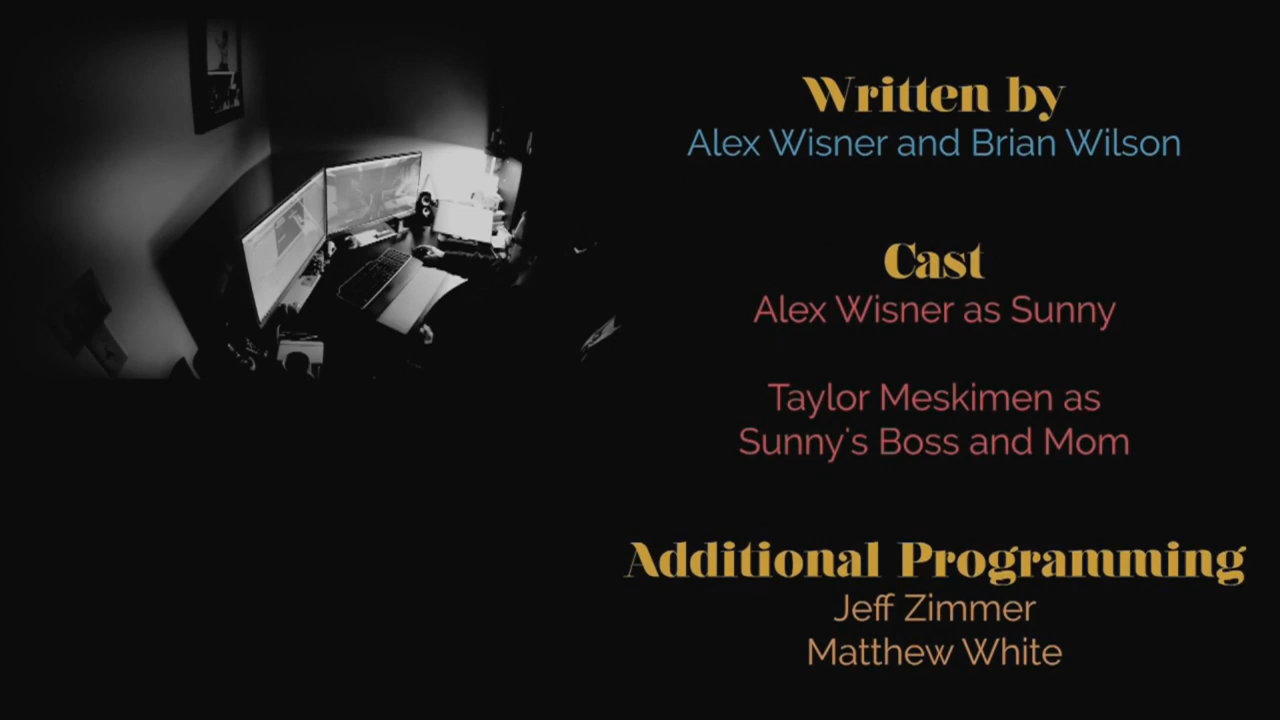 Written by
Alex Wisner and Brian Wilson
Cast
Alex Wisner as Sunny
Taylor Meskimen as
Sunny's Boss and Mom
Additional Programming
Jeff Zimmer
Matthew White